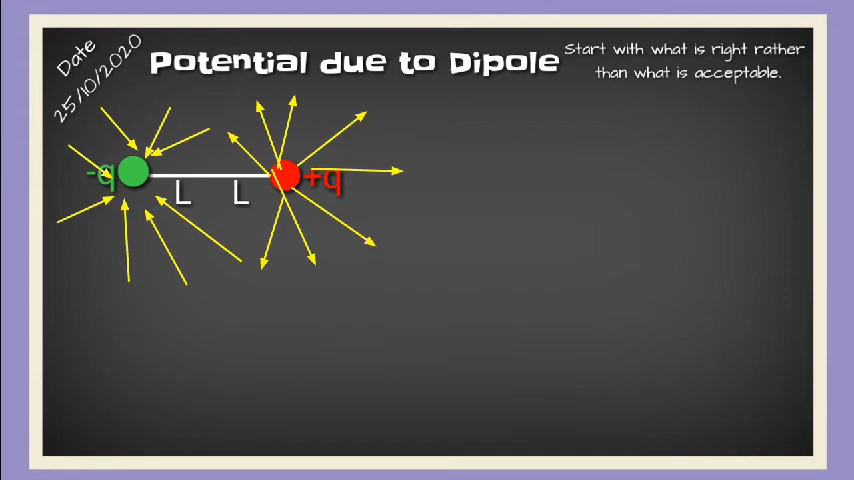 Date
25/10/2020
Potential due to Dipole
Start with what is right rather
than what is acceptable.
-q
+q
L L